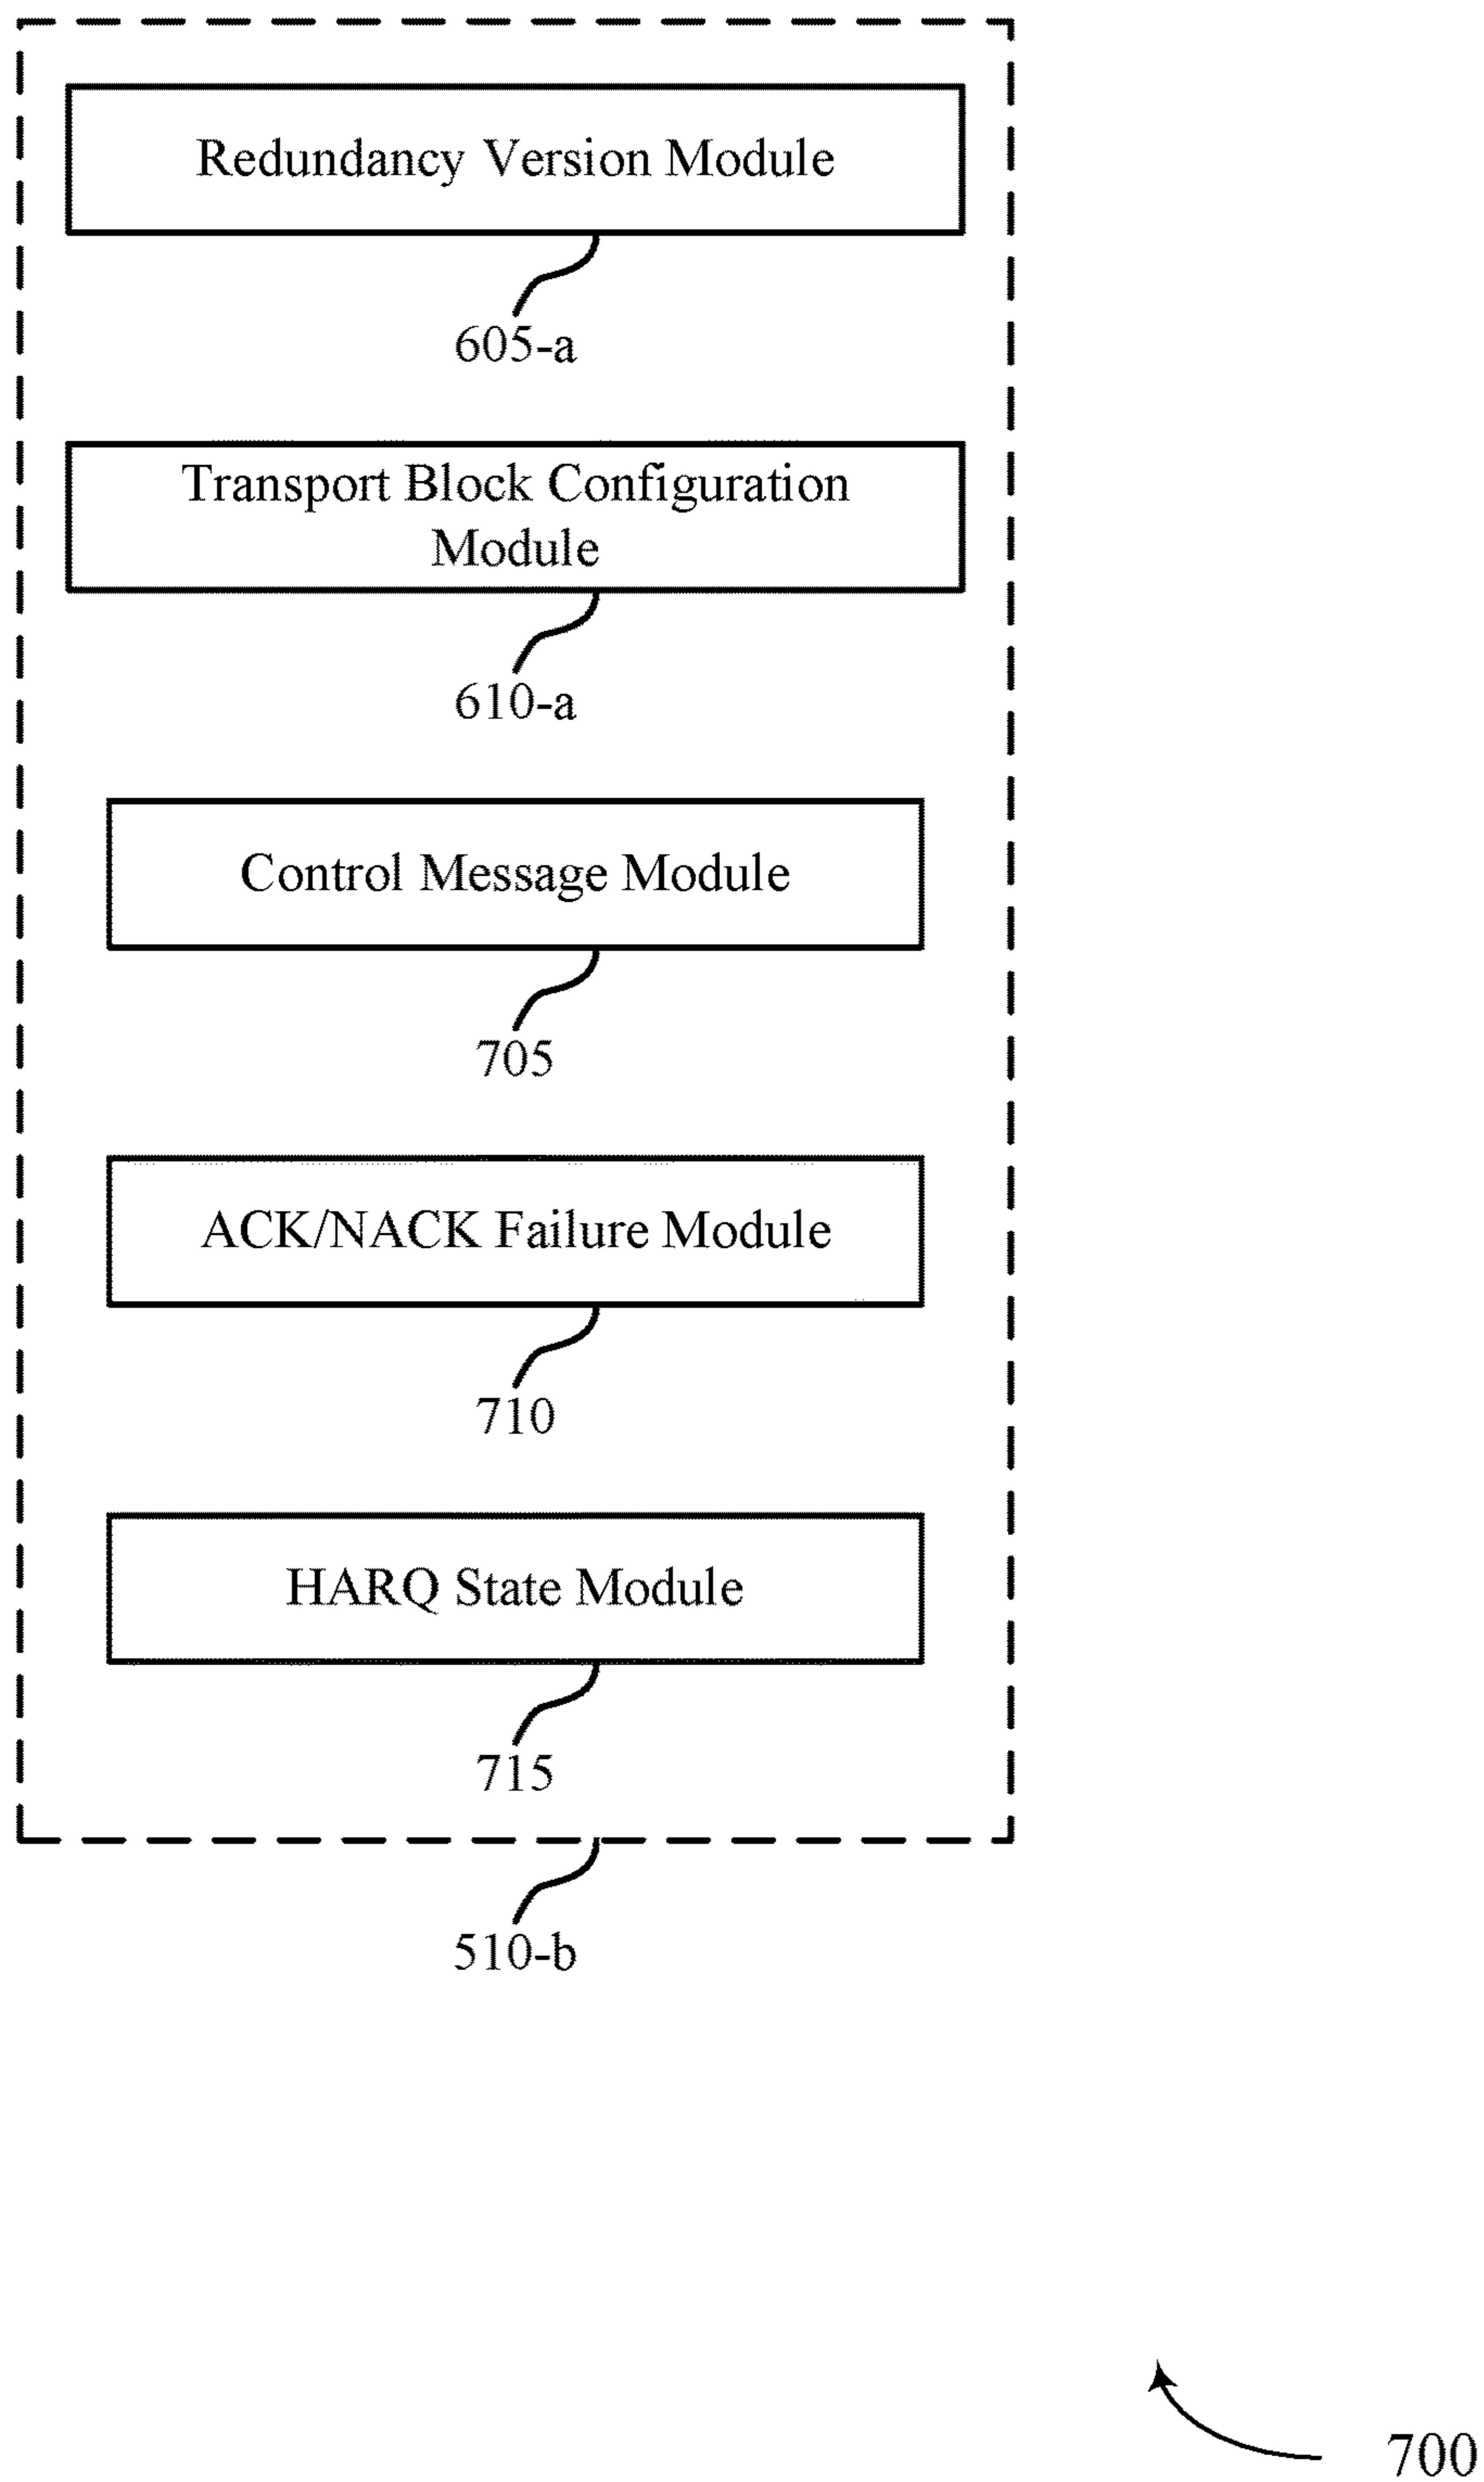 Redundancy Version Module
605-a
Transport Block Configuration
Module
610-a
Control Message Module
705
ACK/NACK Failure Module
710
HARQ State Module
715
510-b
700